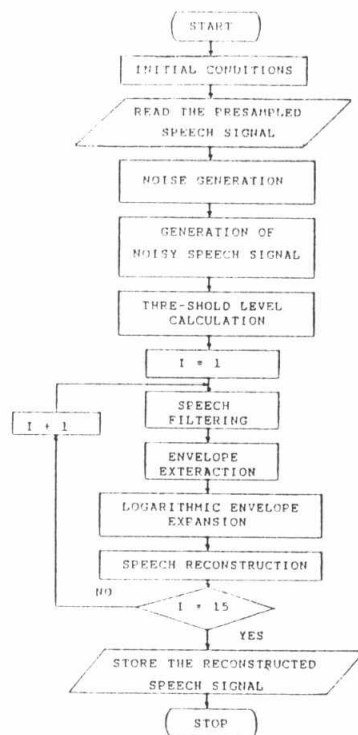 START
INITIAL CONDITIONS
READ THE PRESAMPLED
SPEECH SIGNAL
NOISE GENERATION
GENERATION OF
NOISY SPEECH SIGNAL
THRE-SHOLD LEVEL
CALCULATION
I = 1
I + 1
SPEECH
FILTERING
ENVELOPE
EXTERACTION
LOGARITHMIC ENVELOPE
EXPANSION
SPEECH RECONSTRUCTION
NO
I = 15
YES
STORE THE RECONSTRUCTED
SPEECH SIGNAL
STOP